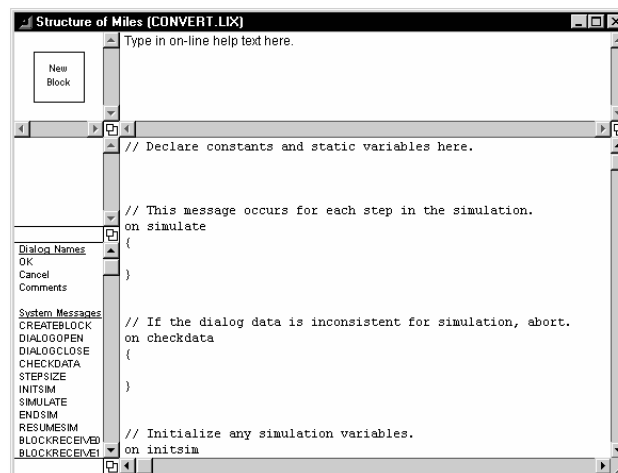 Structure of Miles (CONVERT.LIX)
New
Block
Type in on-line help text here.
// Declare constants and static variables here.
// This message occurs for each step in the simulation.
on simulate
{
}
// If the dialog data is inconsistent for simulation, abort.
on checkdata
{
}
// Initialize any simulation variables.
on initsim
Dialog Names
OK
Cancel
Comments
System Messages
CREATEBLOCK
DIALOGOPEN
DIALOGCLOSE
CHECKDATA
STEPSIZE
INITSIM
SIMULATE
ENDSIM
RESUMESIM
BLOCKRECEIVE0
BLOCKRECEIVE1